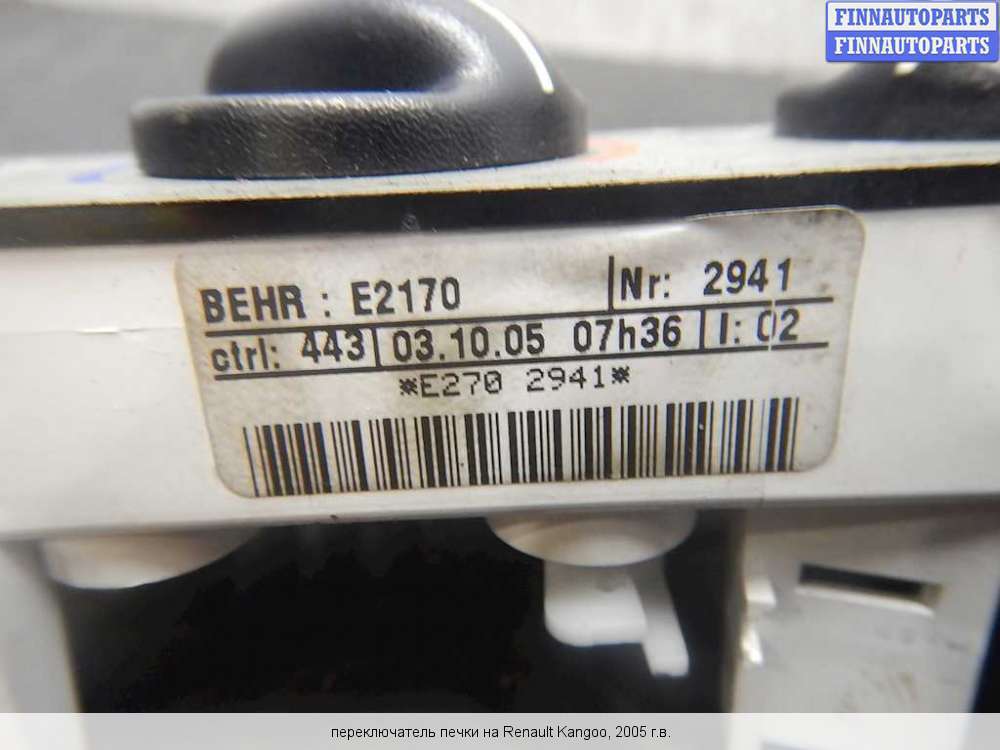 FINNAUTOPARTS
FINNAUTOPARTS
BEHR : E2170 Nr: 2941
ctrl: 443 03.10.05 07h36 I: 02
*E270 2941*
переключатель печки на Renault Kangoo, 2005 г.в.